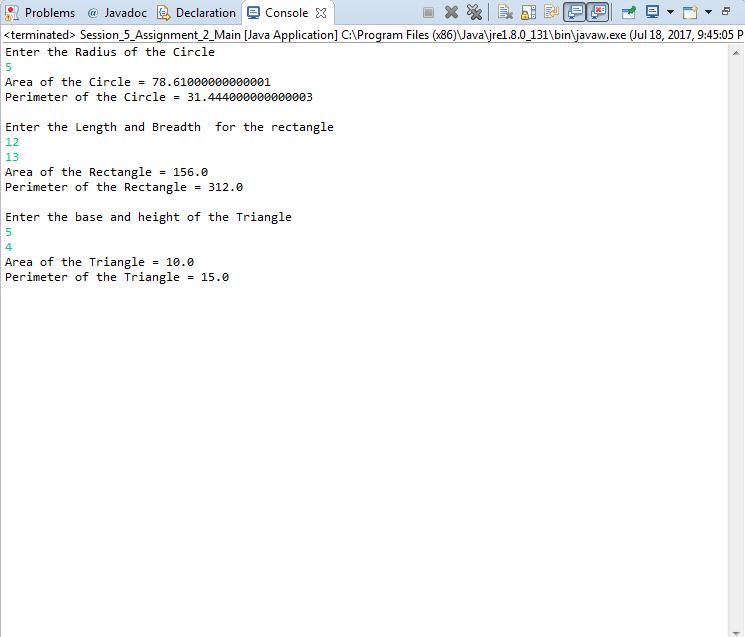 Problems @ Javadoc Declaration Console
<terminated> Session_5_Assignment_2_Main [Java Application] C:\Program Files (x86)\Java\jre1.8.0_131\bin\javaw.exe (Jul 18, 2017, 9:45:05 P
Enter the Radius of the Circle
5
Area of the Circle = 78.61000000000001
Perimeter of the Circle = 31.444000000000003
Enter the Length and Breadth  for the rectangle
12
13
Area of the Rectangle = 156.0
Perimeter of the Rectangle = 312.0
Enter the base and height of the Triangle
5
4
Area of the Triangle = 10.0
Perimeter of the Triangle = 15.0